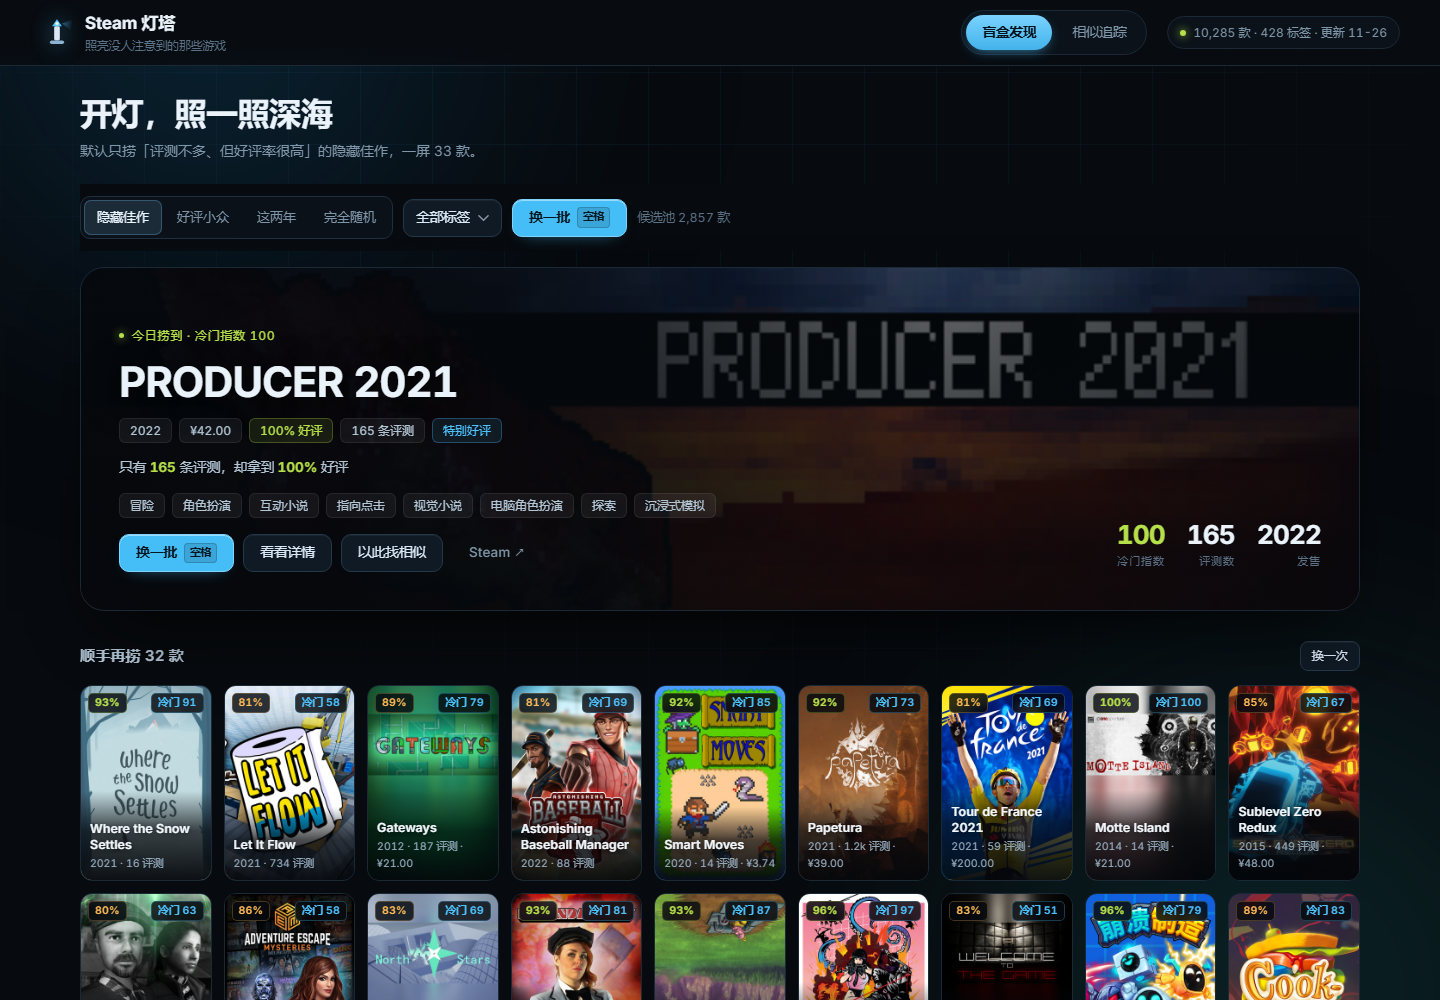 Steam 灯塔
照亮没人注意到的那些游戏
盲盒发现
相似追踪
10,285 款 · 428 标签 · 更新 11-26
开灯，照一照深海
默认只捞「评测不多、但好评率很高」的隐藏佳作，一屏 33 款。
隐藏佳作
好评小众
这两年
完全随机
全部标签
换一批 空格
候选池 2,857 款
PRODUCER 2021
今日捞到 · 冷门指数 100
PRODUCER 2021
2022
¥42.00
100% 好评
165 条评测
特别好评
只有 165 条评测，却拿到 100% 好评
冒险
角色扮演
互动小说
指向点击
视觉小说
电脑角色扮演
探索
沉浸式模拟
换一批 空格
看看详情
以此找相似
Steam ↗
100
冷门指数
165
评测数
2022
发售
顺手再捞 32 款
换一次
93%
冷门 91
where
the Snow
Settles
Where the Snow
Settles
2021 · 16 评测
81%
冷门 58
LET IT
FLOW
Let It Flow
2021 · 734 评测
89%
冷门 79
GATEWAYS
Gateways
2012 · 187 评测 ·
¥21.00
81%
冷门 69
ASTONISHING
BASEBALL
Astonishing
Baseball Manager
2022 · 88 评测
92%
冷门 85
SMART
MOVES
Smart Moves
2020 · 14 评测 · ¥3.74
92%
冷门 73
papetura
Papetura
2021 · 1.2k 评测 ·
¥39.00
81%
冷门 69
Tour de
france
2021
Tour de France
2021
2021 · 59 评测 ·
¥200.00
100%
冷门 100
MOTTE ISLAND
Motte Island
2014 · 14 评测 ·
¥21.00
85%
冷门 67
Sublevel Zero
Redux
2015 · 449 评测 ·
¥48.00
80%
冷门 63
86%
冷门 58
ADVENTURE ESCAPE
MYSTERIES
83%
冷门 69
North Stars
93%
冷门 81
93%
冷门 87
96%
冷门 97
83%
冷门 51
WELCOME
TO
THE GAME
96%
冷门 79
崩溃制造
89%
冷门 83
Cook-